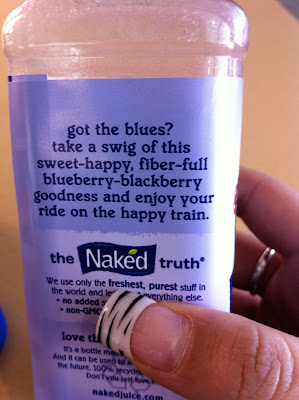 got the blues?
take a swig of this
sweet-happy, fiber-full
blueberry-blackberry
goodness and enjoy your
ride on the happy train.
the Naked truth®
We use only the freshest, purest stuff in
the world and everything else.
• no added
• non-GMO
love
It's a bottle
And it can be used
the future. 100%
Don't you just
nakedjuice.com